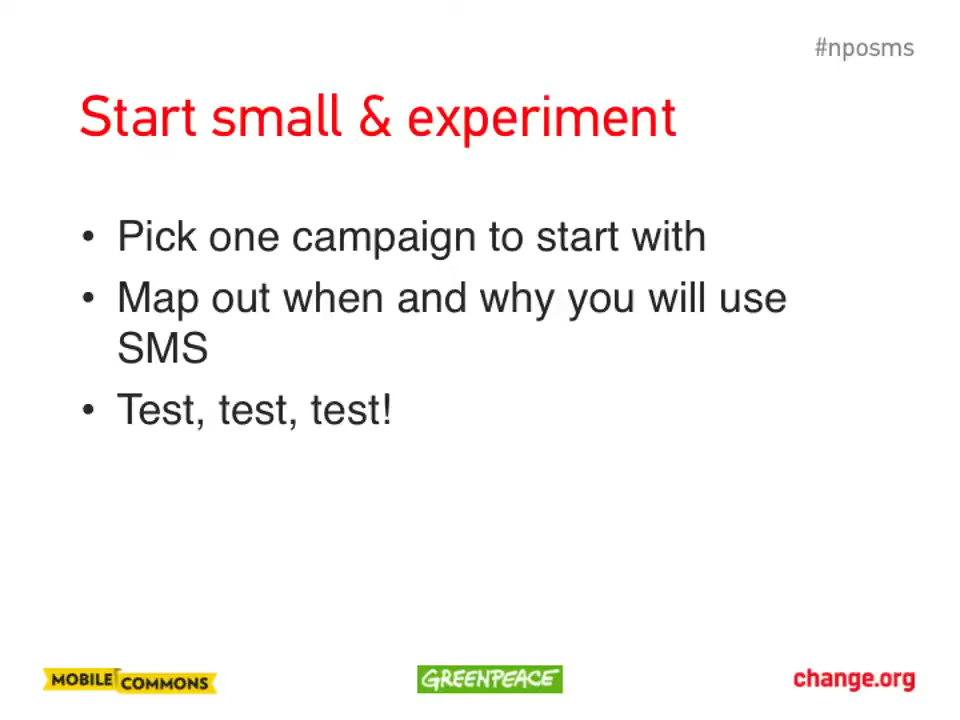 #nposms
Start small & experiment
• Pick one campaign to start with
• Map out when and why you will use
SMS
• Test, test, test!
MOBILE COMMONS
GREENPEACE
change.org